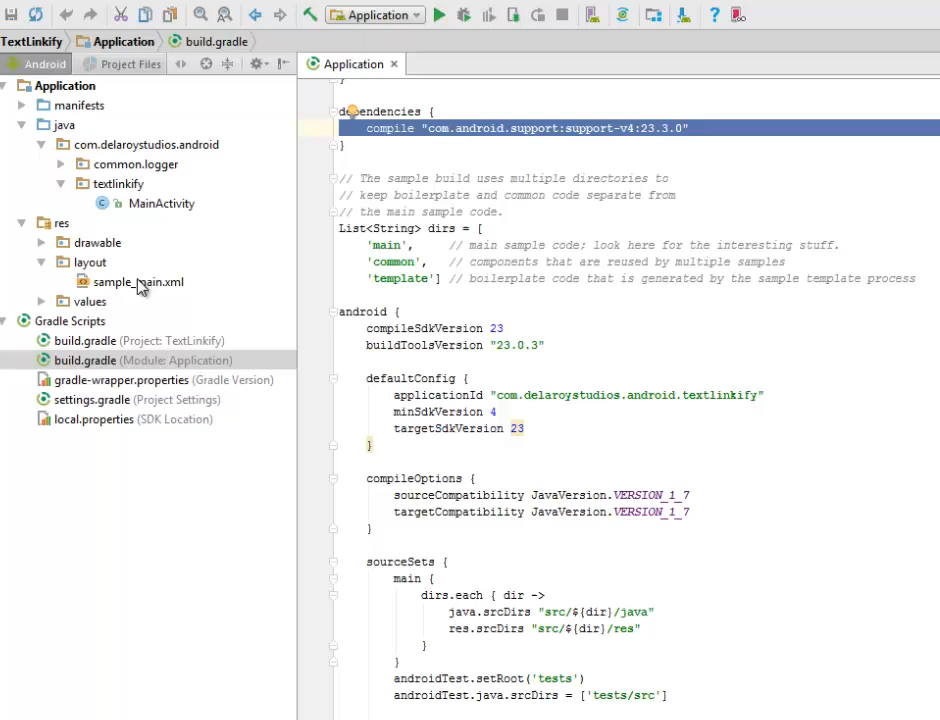 Application
TextLinkify
Application
build.gradle
Android
Project Files
Application
Application
manifests
java
com.delaroystudios.android
common.logger
textlinkify
MainActivity
res
drawable
layout
sample_main.xml
values
Gradle Scripts
build.gradle (Project: TextLinkify)
build.gradle (Module: Application)
gradle-wrapper.properties (Gradle Version)
settings.gradle (Project Settings)
local.properties (SDK Location)
}
dependencies {
compile "com.android.support:support-v4:23.3.0"
}
// The sample build uses multiple directories to
// keep boilerplate and common code separate from
// the main sample code.
List<String> dirs = [
'main',     // main sample code; look here for the interesting stuff.
'common',   // components that are reused by multiple samples
'template'] // boilerplate code that is generated by the sample template process
android {
compileSdkVersion 23
buildToolsVersion "23.0.3"
defaultConfig {
applicationId "com.delaroystudios.android.textlinkify"
minSdkVersion 4
targetSdkVersion 23
}
compileOptions {
sourceCompatibility JavaVersion.VERSION_1_7
targetCompatibility JavaVersion.VERSION_1_7
}
sourceSets {
main {
dirs.each { dir ->
java.srcDirs "src/${dir}/java"
res.srcDirs "src/${dir}/res"
}
}
androidTest.setRoot('tests')
androidTest.java.srcDirs = ['tests/src']